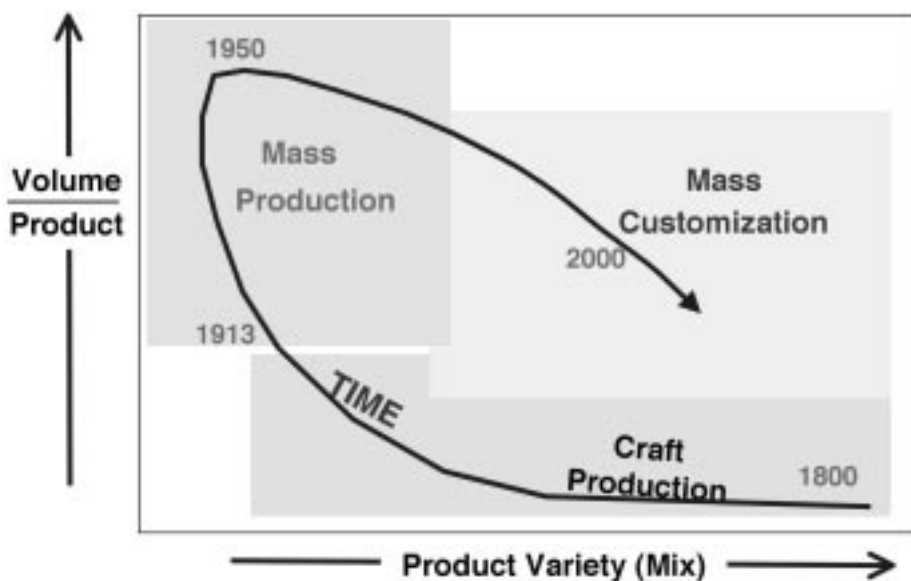 1950
Mass
Production
Volume
Product
Mass
Customization
2000
1913
TIME
Craft
Production
1800
Product Variety (Mix)